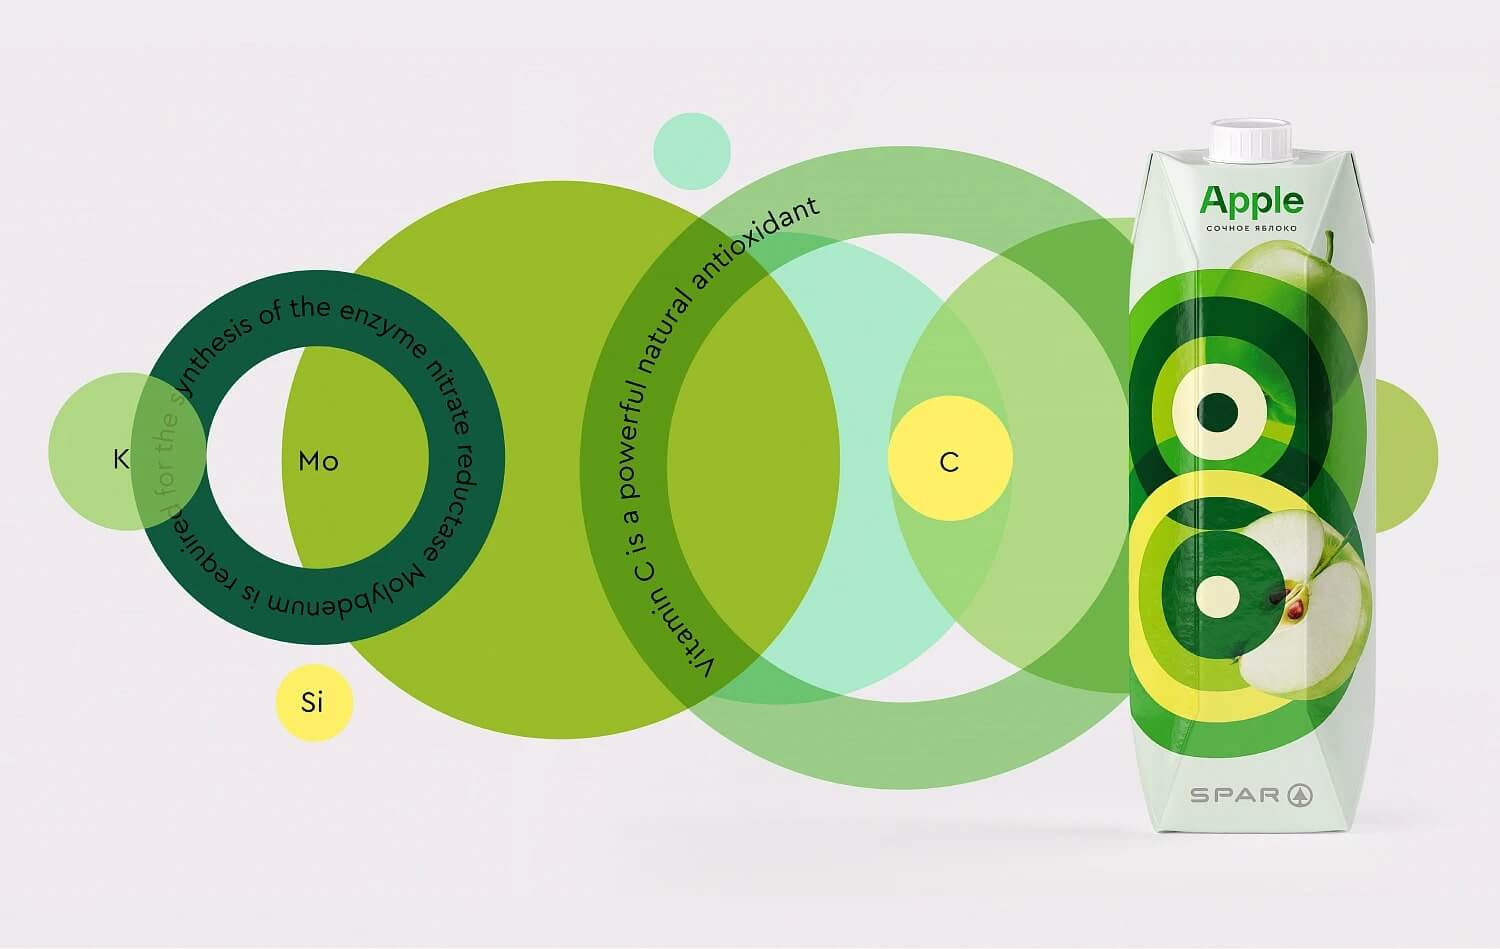 K
Mo
Molybdenum is required for the synthesis of the enzyme nitrate reductase
Si
Vitamin C is a powerful natural antioxidant
C
Apple
СОЧНОЕ ЯБЛОКО
SPAR